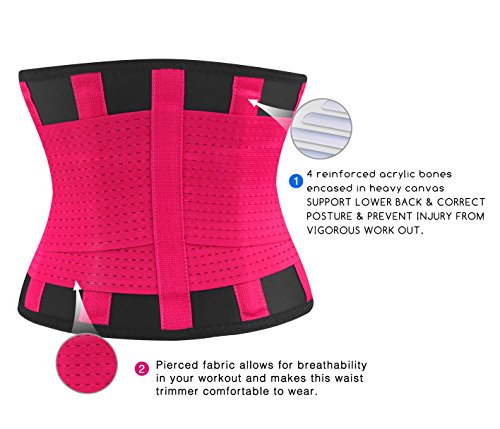 1 4 reinforced acrylic bones
encased in heavy canvas
SUPPORT LOWER BACK & CORRECT
POSTURE & PREVENT INJURY FROM
VIGOROUS WORK OUT.
2 Pierced fabric allows for breathability
in your workout and makes this waist
trimmer comfortable to wear.